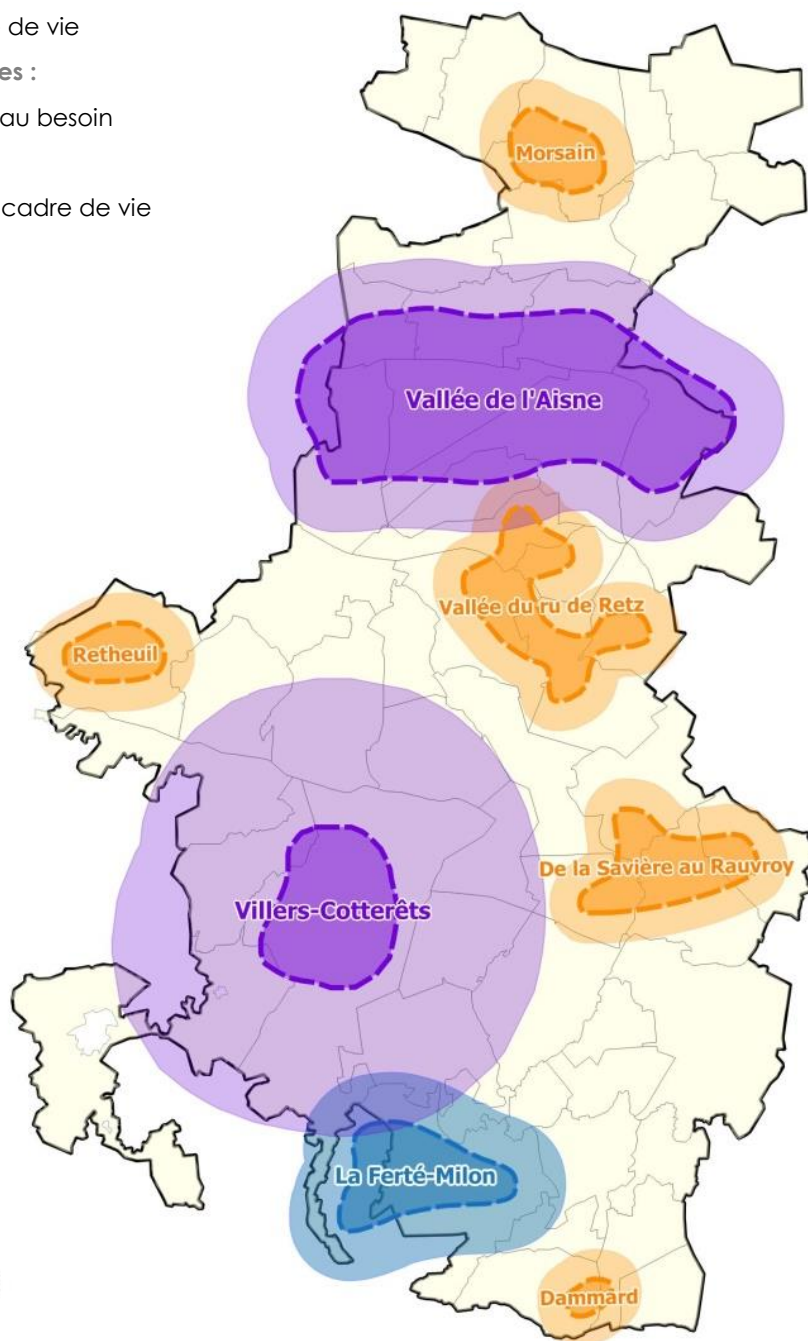 de vie
es :
au besoin
cadre de vie
Morsain
Vallée de l'Aisne
Vallée du ru de Retz
Retheuil
De la Savière au Rauvroy
Villers-Cotterêts
La Ferté-Milon
Dammard